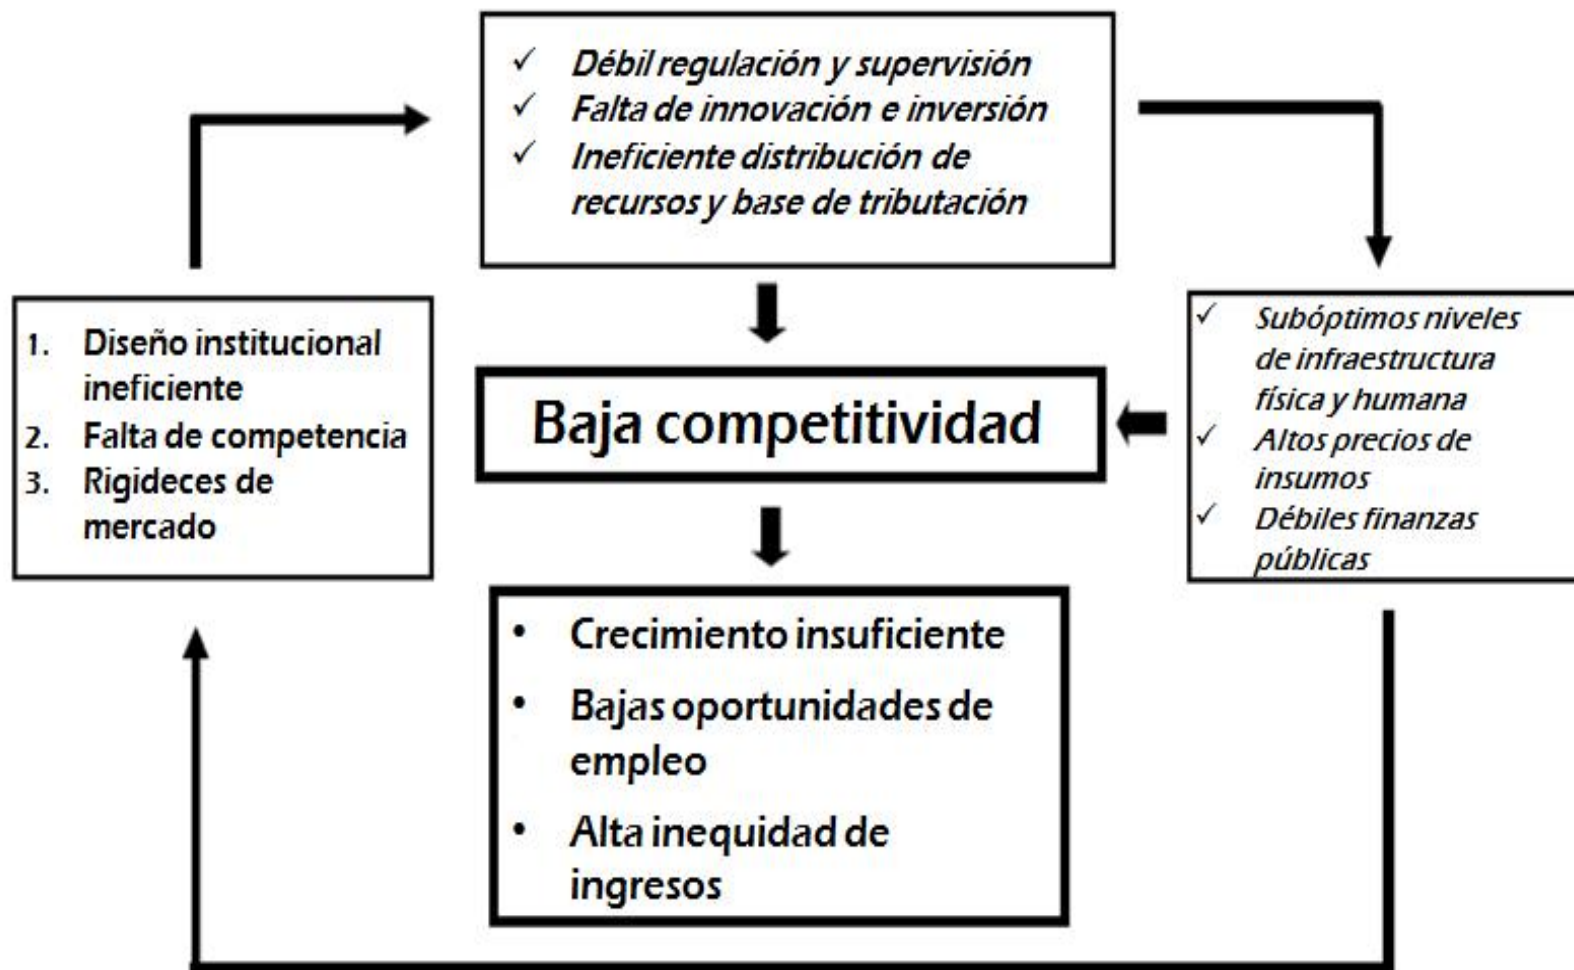 ✓ Débil regulación y supervisión
✓ Falta de innovación e inversión
✓ Ineficiente distribución de
recursos y base de tributación
1. Diseño institucional
ineficiente
2. Falta de competencia
3. Rigideces de
mercado
Baja competitividad
✓ Subóptimos niveles
de infraestructura
física y humana
✓ Altos precios de
insumos
✓ Débiles finanzas
públicas
• Crecimiento insuficiente
• Bajas oportunidades de
empleo
• Alta inequidad de
ingresos